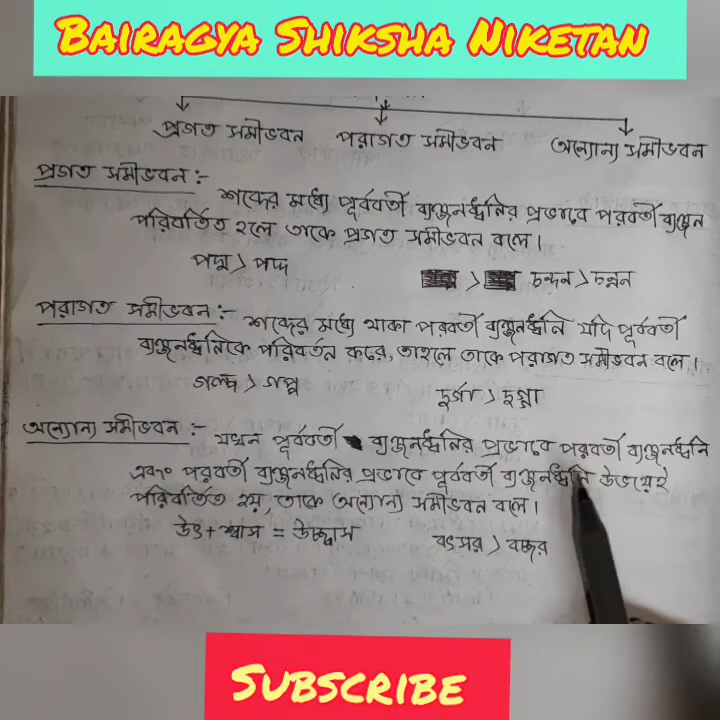 Bairagya Shiksha Niketan
প্রগত সমীভবন পরাগত সমীভবন অন্যোন্য সমীভবন
প্রগত সমীভবন :-
শব্দের মধ্যে পূর্ববর্তী ব্যঞ্জনধ্বনির প্রভাবে পরবর্তী ব্যঞ্জন
পরিবর্তিত হলে তাকে প্রগত সমীভবন বলে।
পদ্ম > পদ্দ
> চন্দন > চন্নন
পরাগত সমীভবন :- শব্দের মধ্যে থাকা পরবর্তী ব্যঞ্জনধ্বনি যদি পূর্ববর্তী
ব্যঞ্জনধ্বনিকে পরিবর্তন করে, তাহলে তাকে পরাগত সমীভবন বলে।
গল্প > গপ্প দুর্গা > দুগ্গা
অন্যোন্য সমীভবন :- যখন পূর্ববর্তী ব্যঞ্জনধ্বনির প্রভাবে পরবর্তী ব্যঞ্জনধ্বনি
এবং পরবর্তী ব্যঞ্জনধ্বনির প্রভাবে পূর্ববর্তী ব্যঞ্জনধ্বনি উভয়েই
পরিবর্তিত হয়, তাকে অন্যোন্য সমীভবন বলে।
উৎ + শ্বাস = উচ্ছ্বাস বৎসর > বচ্ছর
Subscribe